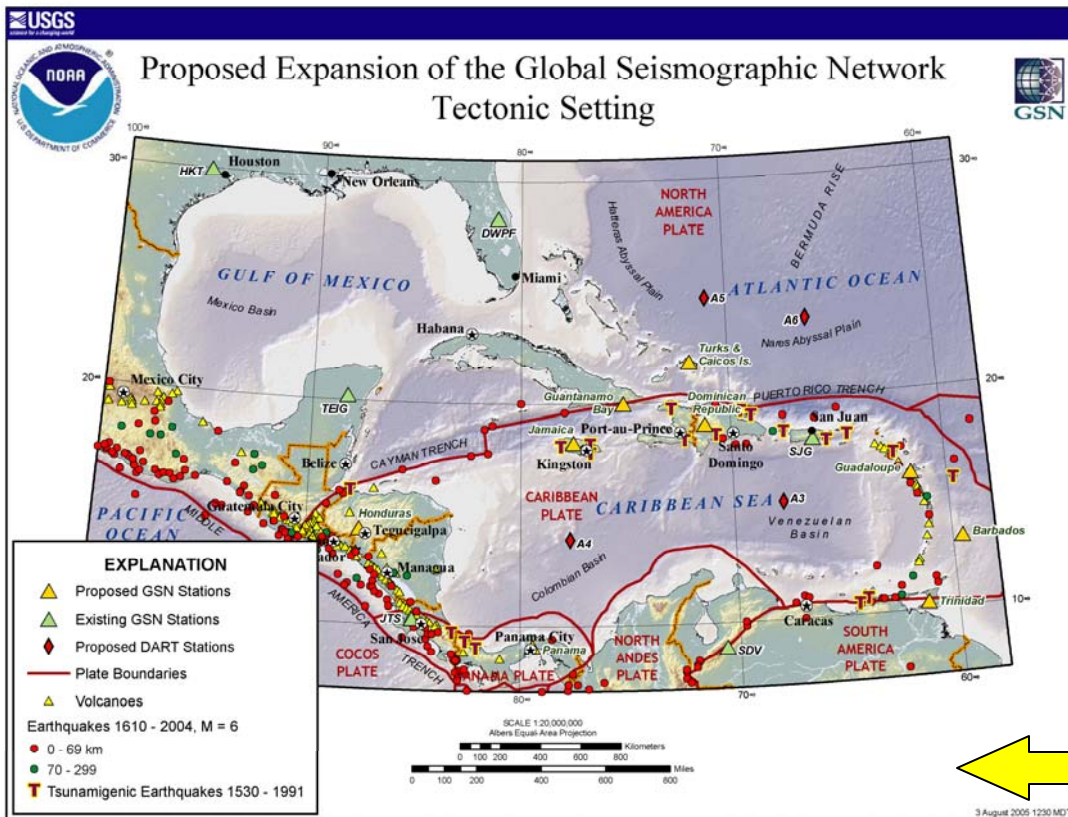 USGS
science for a changing world
NATIONAL OCEANIC AND ATMOSPHERIC ADMINISTRATION
U.S. DEPARTMENT OF COMMERCE
NOAA
®
Proposed Expansion of the Global Seismographic Network
Tectonic Setting
GSN
100°
90
80
70
60°
30°
30°
HKT
Houston
New Orleans
DWPF
NORTH
AMERICA
PLATE
Hatteras Abyssal Plain
BERMUDA RISE
GULF OF MEXICO
Miami
ATLANTIC OCEAN
Mexico Basin
A5
A6
Nares Abyssal Plain
Habana
Turks &
Caicos Is.
20
20
Mexico City
TEIG
Guantanamo
Bay
Dominican
Republic
PUERTO RICO TRENCH
San Juan
Jamaica
Port-au-Prince
Santo
Domingo
SJG
CAYMAN TRENCH
Kingston
Guadaloupe
Belize
CARIBBEAN
PLATE
CARIBBEAN SEA
A3
Guatemala City
Honduras
Venezuelan
Basin
PACIFIC
OCEAN
MIDDLE
AMERICA
TRENCH
Tegucigalpa
A4
Barbados
ador
Managua
Colombian Basin
Trinidad
10
JTS
San Jose
Panama City
Panama
Caracas
COCOS
PLATE
PANAMA PLATE
NORTH
ANDES
PLATE
SDV
SOUTH
AMERICA
PLATE
80
70
60
EXPLANATION
Proposed GSN Stations
Existing GSN Stations
Proposed DART Stations
Plate Boundaries
Volcanoes
Earthquakes 1610 - 2004, M = 6
0 - 69 km
70 - 299
T Tsunamigenic Earthquakes 1530 - 1991
SCALE 1:20,000,000
Albers Equal-Area Projection
Kilometers
0 100 200 400 600 800
Miles
0 100 200 400 600 800
3 August 2005 1230 MDT